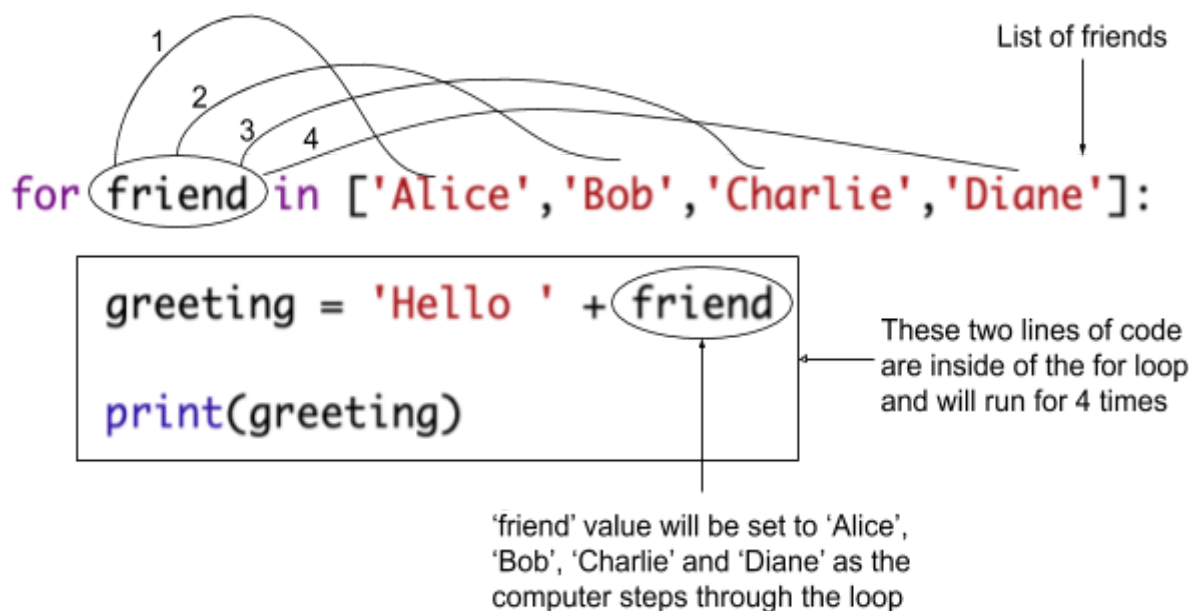 1
2
3
4
List of friends
for friend in ['Alice','Bob','Charlie','Diane']:
greeting = 'Hello ' + friend
print(greeting)
These two lines of code
are inside of the for loop
and will run for 4 times
‘friend’ value will be set to ‘Alice’,
‘Bob’, ‘Charlie’ and ‘Diane’ as the
computer steps through the loop